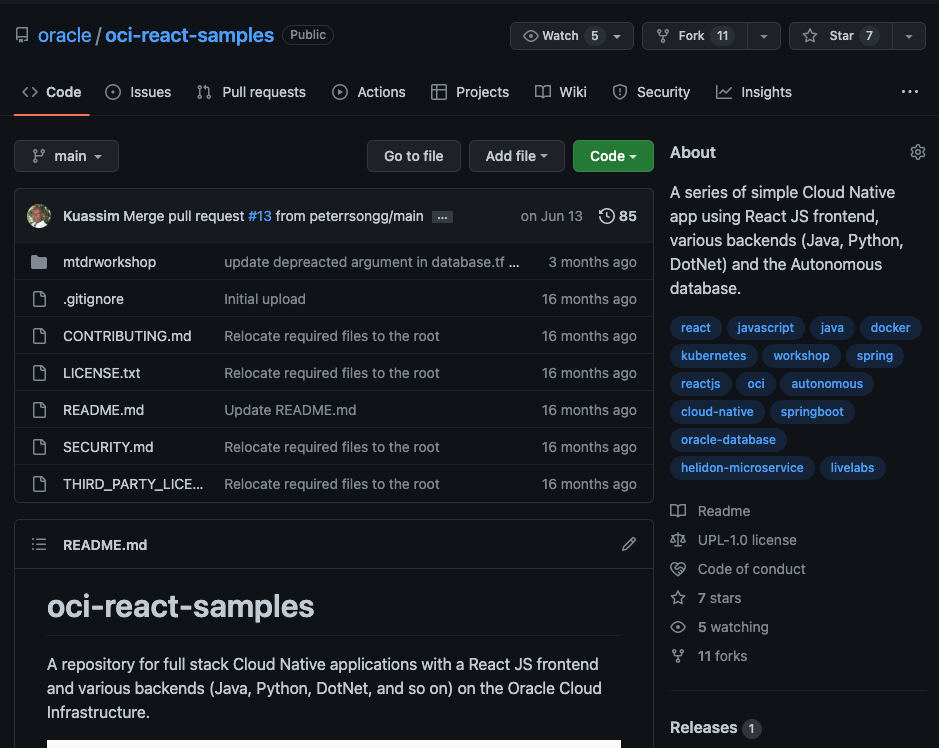 oracle / oci-react-samples Public
Watch 5 Fork 11 Star 7
Code Issues Pull requests Actions Projects Wiki Security Insights ...
main Go to file Add file Code
Kuassim Merge pull request #13 from peterrsongg/main ... on Jun 13 85
mtdrworkshop update depreacted argument in database.tf ... 3 months ago
.gitignore Initial upload 16 months ago
CONTRIBUTING.md Relocate required files to the root 16 months ago
LICENSE.txt Relocate required files to the root 16 months ago
README.md Update README.md 16 months ago
SECURITY.md Relocate required files to the root 16 months ago
THIRD_PARTY_LICE... Relocate required files to the root 16 months ago
README.md
oci-react-samples
A repository for full stack Cloud Native applications with a React JS frontend
and various backends (Java, Python, DotNet, and so on) on the Oracle Cloud
Infrastructure.
About
A series of simple Cloud Native
app using React JS frontend,
various backends (Java, Python,
DotNet) and the Autonomous
database.
react javascript java docker
kubernetes workshop spring
reactjs oci autonomous
cloud-native springboot
oracle-database
helidon-microservice livelabs
Readme
UPL-1.0 license
Code of conduct
7 stars
5 watching
11 forks
Releases 1